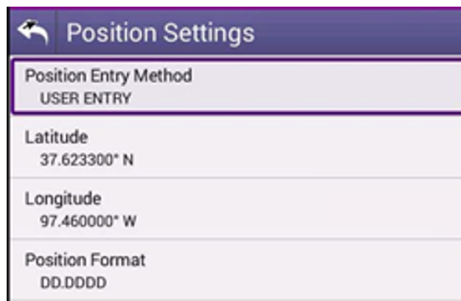 Position Settings
Position Entry Method
USER ENTRY
Latitude
37.623300° N
Longitude
97.460000° W
Position Format
DD.DDDD